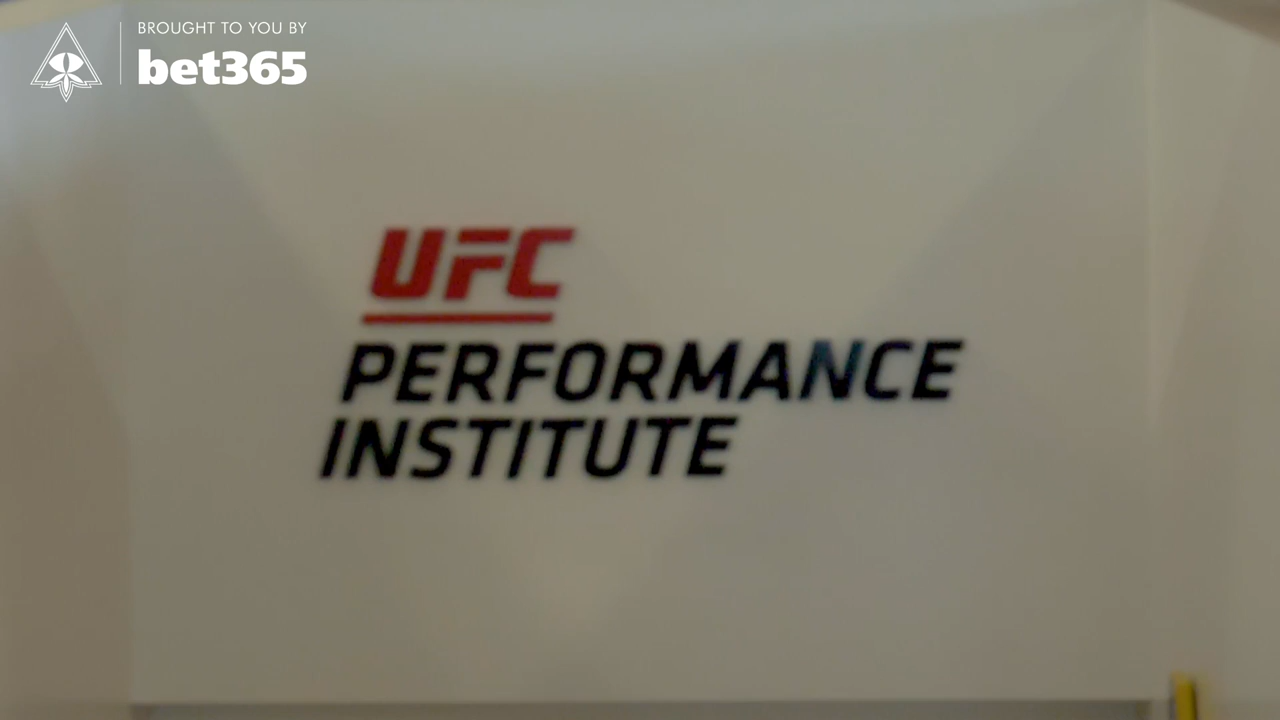 BROUGHT TO YOU BY
bet365
UFC
PERFORMANCE
INSTITUTE